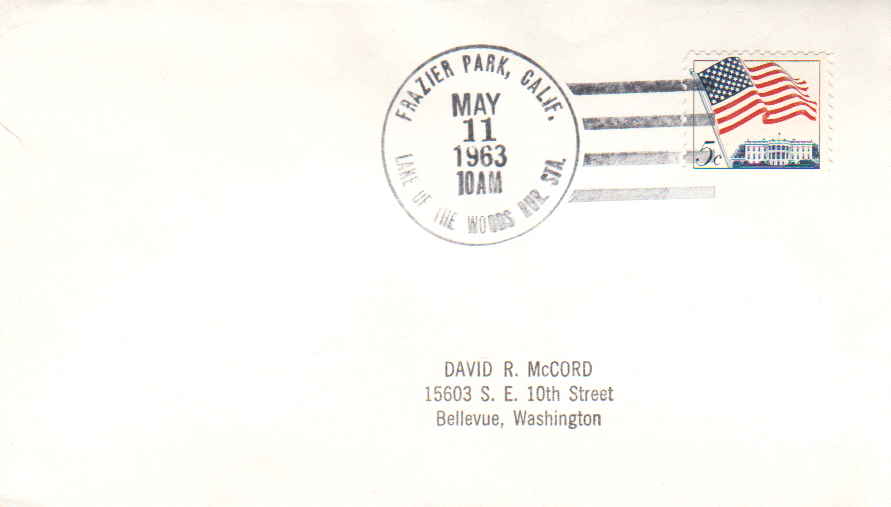 FRAZIER PARK, CALIF.
MAY
11
1963
10AM
LAKE OF THE WOODS RUR. STA.
5c
DAVID R. McCORD
15603 S. E. 10th Street
Bellevue, Washington